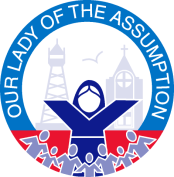 OUR LADY OF THE ASSUMPTION